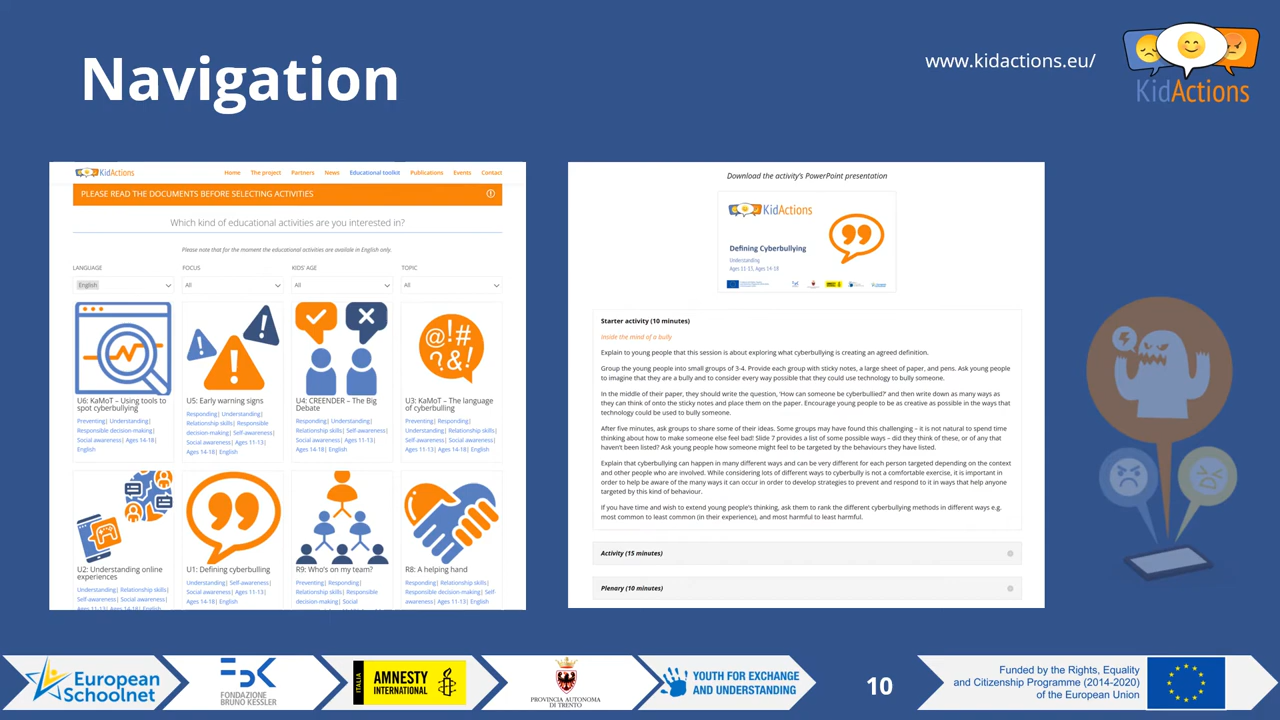 Navigation
www.kidactions.eu/
KidActions
KidActions
Home The project Partners News Educational toolkit Publications Events Contact
PLEASE READ THE DOCUMENTS BEFORE SELECTING ACTIVITIES
Which kind of educational activities are you interested in?
Please note that for the moment the educational activities are available in English only.
LANGUAGE FOCUS KIDS' AGE TOPIC
English All All All
U6: KaMoT – Using tools to
spot cyberbullying
Preventing| Understanding|
Responsible decision-making|
Social awareness| Ages 14-18|
English
U5: Early warning signs
Responding| Understanding|
Relationship skills| Responsible
decision-making| Self-awareness|
Social awareness| Ages 11-13|
Ages 14-18| English
U4: CREENDER – The Big
Debate
Responding| Understanding|
Relationship skills| Social
awareness| Ages 11-13| Ages
14-18| English
@!#
?&!
U3: KaMoT – The language
of cyberbullying
Preventing| Responding|
Understanding| Relationship skills|
Self-awareness| Social
awareness| Ages 11-13| Ages
14-18| English
U2: Understanding online
experiences
Understanding| Relationship skills|
Self-awareness| Social awareness|
Ages 11-13| Ages 14-18| English
U1: Defining cyberbulling
Understanding| Self-awareness|
Social awareness| Ages 11-13|
Ages 14-18| English
R9: Who's on my team?
Preventing| Responding|
Relationship skills| Responsible
decision-making| Social
R8: A helping hand
Responding| Relationship skills|
Responsible decision-making| Self-
awareness| Ages 11-13| English
Download the activity's PowerPoint presentation
KidActions
Defining Cyberbullying
Understanding
Ages 11-13, Ages 14-18
Starter activity (10 minutes)
Inside the mind of a bully
Explain to young people that this session is about exploring what cyberbullying is creating an agreed definition.
Group the young people into small groups of 3-4. Provide each group with sticky notes, a large sheet of paper, and pens. Ask young people
to imagine that they are a bully and to consider every way possible that they could use technology to bully someone.
In the middle of their paper, they should write the question, 'How can someone be cyberbullied?' and then write down as many ways as
they can think of onto the sticky notes and place them on the paper. Encourage young people to be as creative as possible in the ways that
technology could be used to bully someone.
After five minutes, ask groups to share some of their ideas. Some groups may have found this challenging – it is not natural to spend time
thinking about how to make someone else feel bad! Slide 7 provides a list of some possible ways – did they think of these, or of any that
haven't been listed? Ask young people how someone might feel to be targeted by the behaviours they have listed.
Explain that cyberbullying can happen in many different ways and can be very different for each person targeted depending on the context
and other people who are involved. While considering lots of different ways to cyberbully is not a comfortable exercise, it is important in
order to help be aware of the many ways it can occur in order to develop strategies to prevent and respond to it in ways that help anyone
targeted by this kind of behaviour.
If you have time and wish to extend young people's thinking, ask them to rank the different cyberbullying methods in different ways e.g.
most common to least common (in their experience), and most harmful to least harmful.
Activity (15 minutes)
Plenary (10 minutes)
European
Schoolnet
FBK
FONDAZIONE
BRUNO KESSLER
ITALIA
AMNESTY
INTERNATIONAL
PROVINCIA AUTONOMA
DI TRENTO
YOUTH FOR EXCHANGE
AND UNDERSTANDING
10
Funded by the Rights, Equality
and Citizenship Programme (2014-2020)
of the European Union